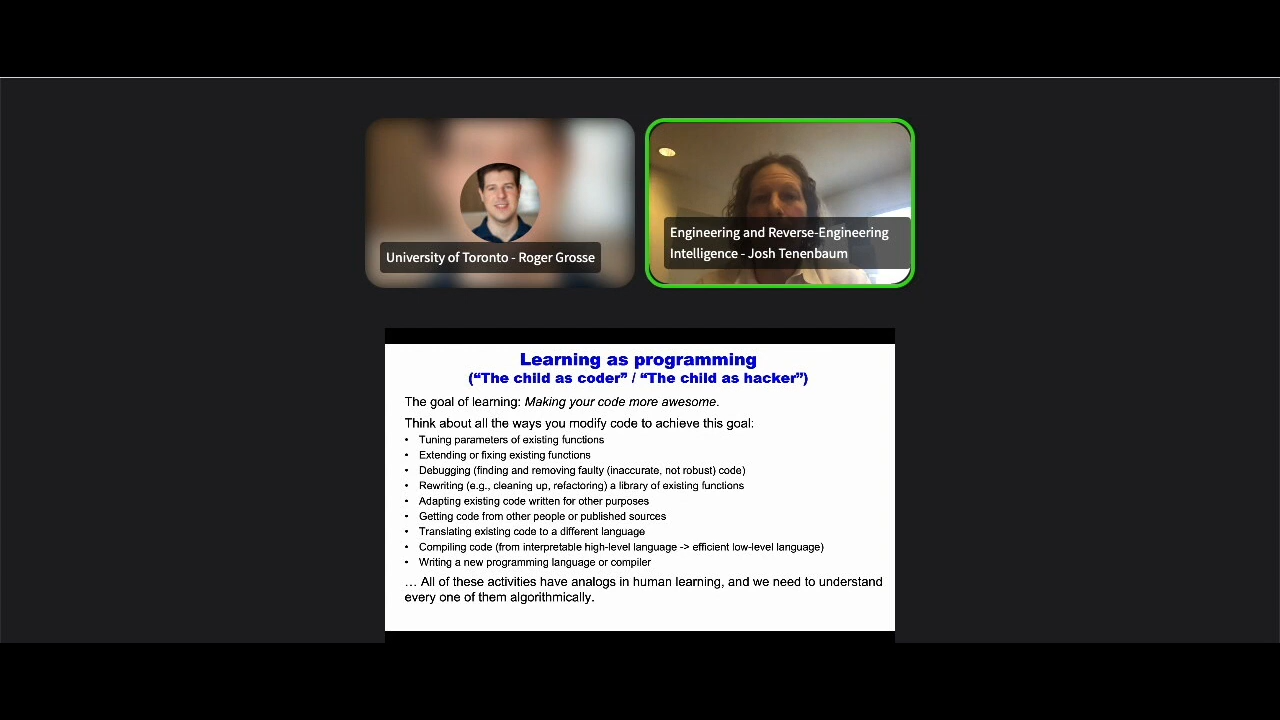 University of Toronto - Roger Grosse
Engineering and Reverse-Engineering
Intelligence - Josh Tenenbaum
Learning as programming
(“The child as coder” / “The child as hacker”)
The goal of learning: Making your code more awesome.
Think about all the ways you modify code to achieve this goal:
• Tuning parameters of existing functions
• Extending or fixing existing functions
• Debugging (finding and removing faulty (inaccurate, not robust) code)
• Rewriting (e.g., cleaning up, refactoring) a library of existing functions
• Adapting existing code written for other purposes
• Getting code from other people or published sources
• Translating existing code to a different language
• Compiling code (from interpretable high-level language -> efficient low-level language)
• Writing a new programming language or compiler
… All of these activities have analogs in human learning, and we need to understand
every one of them algorithmically.